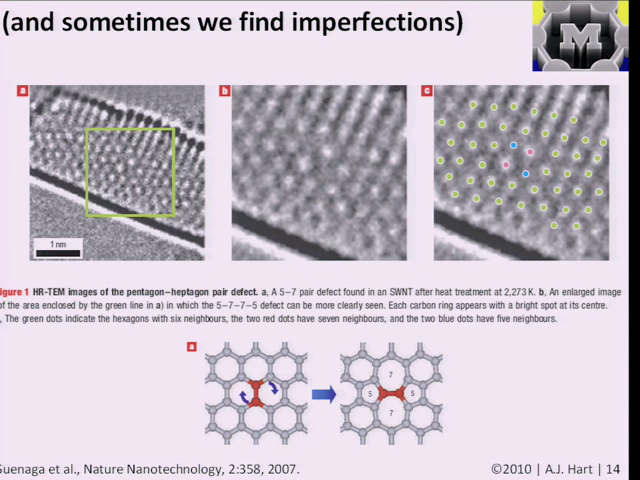 (and sometimes we find imperfections)
M
a
b
c
1 nm
igure 1 HR-TEM images of the pentagon–heptagon pair defect. a, A 5–7 pair defect found in an SWNT after heat treatment at 2,273 K. b, An enlarged image
of the area enclosed by the green line in a) in which the 5–7–7–5 defect can be more clearly seen. Each carbon ring appears with a bright spot at its centre.
, The green dots indicate the hexagons with six neighbours, the two red dots have seven neighbours, and the two blue dots have five neighbours.
a
7
5 5
7
Suenaga et al., Nature Nanotechnology, 2:358, 2007.
©2010 | A.J. Hart | 14